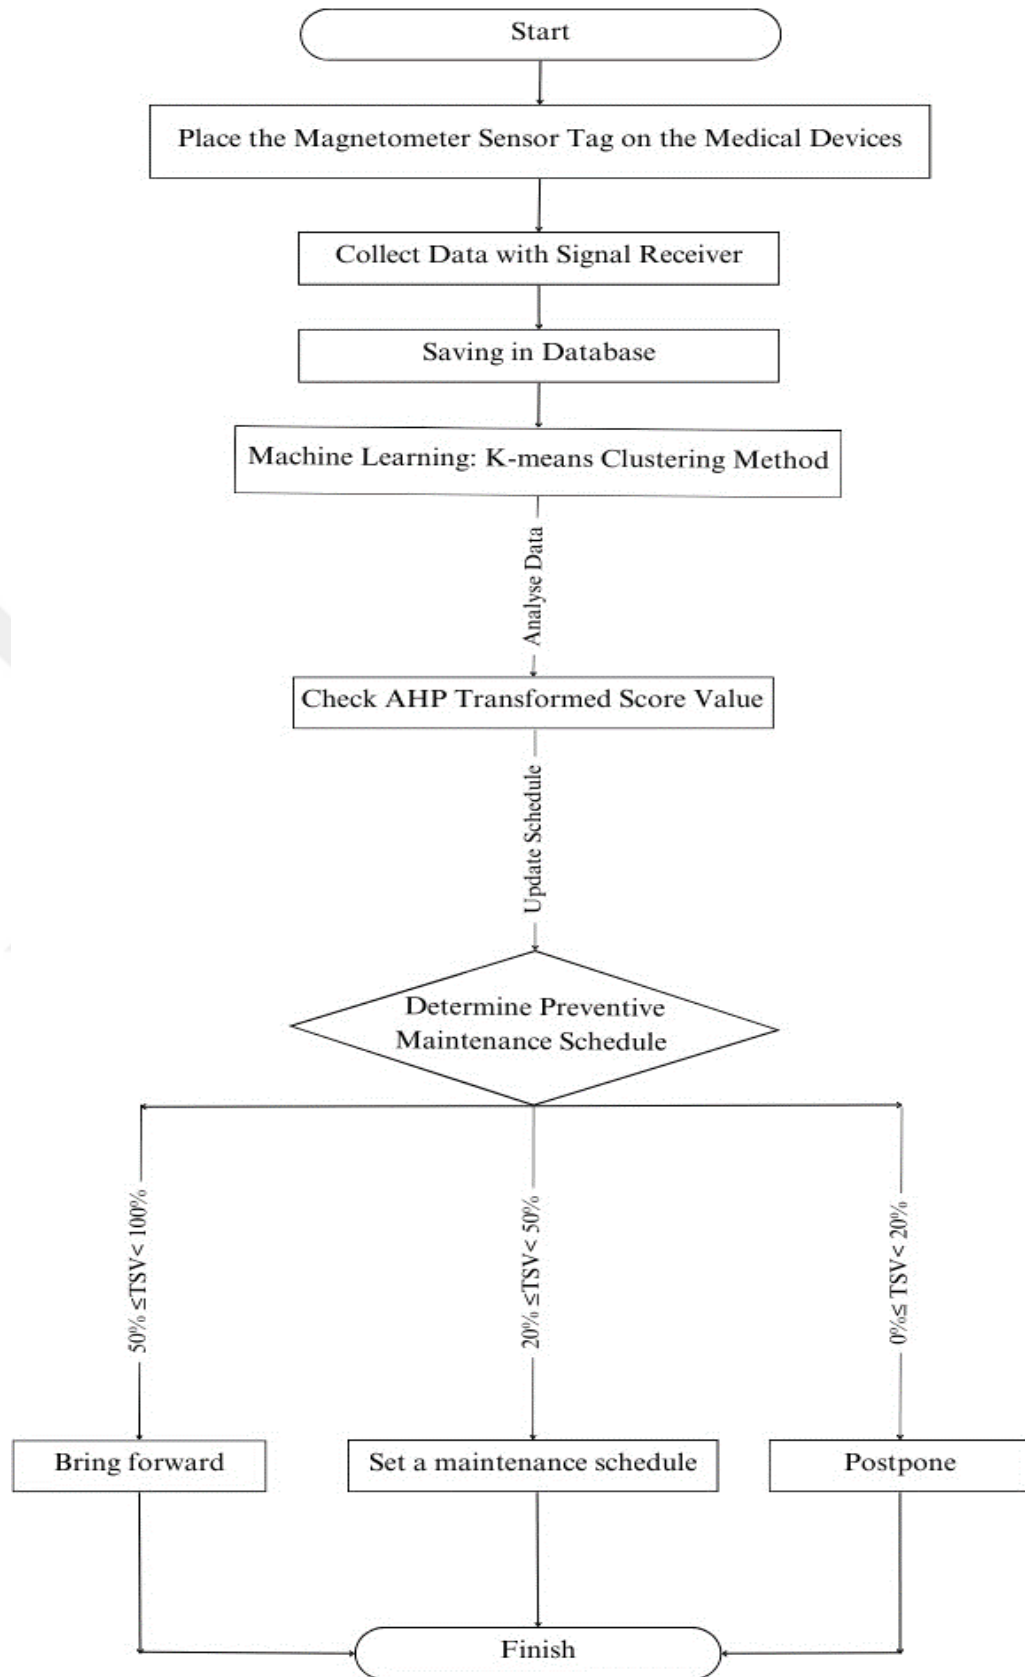 Start
Place the Magnetometer Sensor Tag on the Medical Devices
Collect Data with Signal Receiver
Saving in Database
Machine Learning: K-means Clustering Method
Analyse Data
Check AHP Transformed Score Value
Update Schedule
Determine Preventive
Maintenance Schedule
50% ≤TSV< 100%
20% ≤TSV< 50%
0%≤ TSV< 20%
Bring forward
Set a maintenance schedule
Postpone
Finish